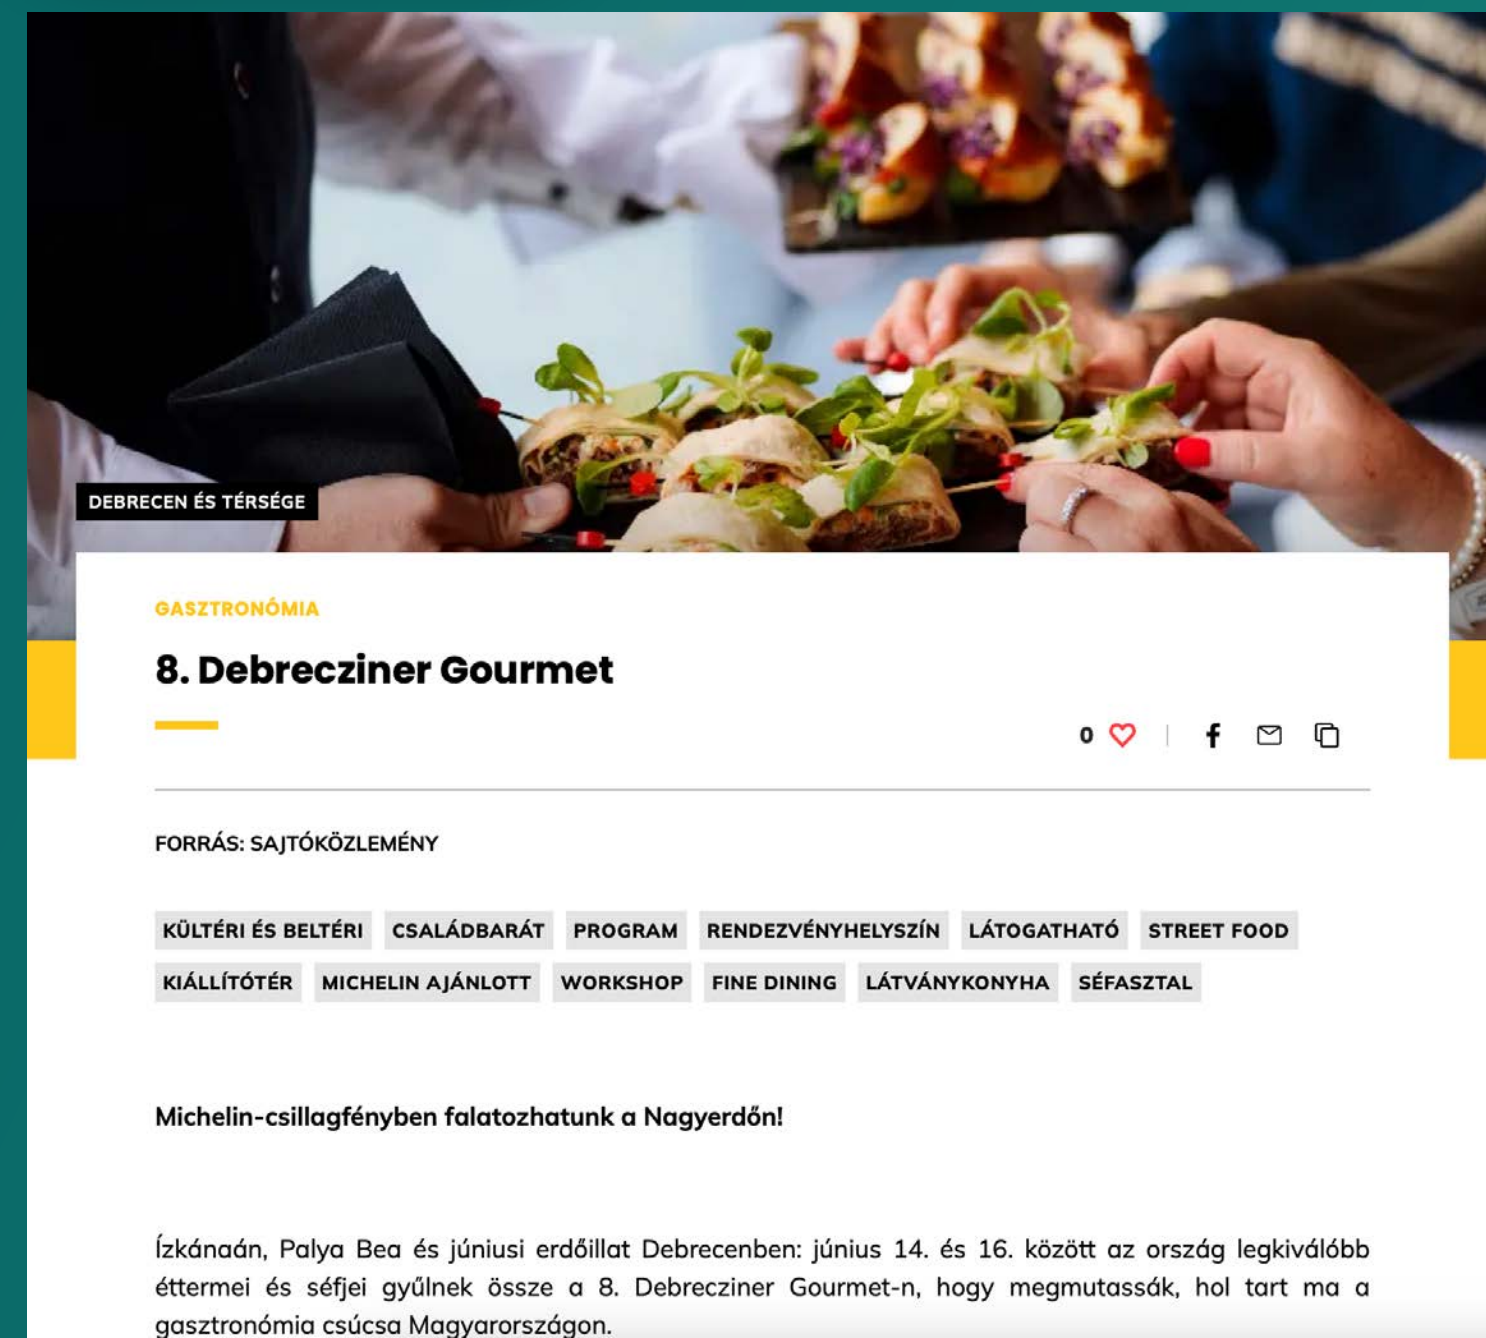 DEBRECEN ÉS TÉRSÉGE
GASZTRONÓMIA
8. Debrecziner Gourmet
0
FORRÁS: SAJTÓKÖZLEMÉNY
KÜLTÉRI ÉS BELTÉRI CSALÁDBARÁT PROGRAM RENDEZVÉNYHELYSZÍN LÁTOGATHATÓ STREET FOOD
KIÁLLÍTÓTÉR MICHELIN AJÁNLOTT WORKSHOP FINE DINING LÁTVÁNYKONYHA SÉFASZTAL
Michelin-csillagfényben falatozhatunk a Nagyerdőn!
Ízkánaán, Palya Bea és júniusi erdőillat Debrecenben: június 14. és 16. között az ország legkiválóbb
éttermei és séfjei gyűlnek össze a 8. Debrecziner Gourmet-n, hogy megmutassák, hol tart ma a
gasztronómia csúcsa Magyarországon.